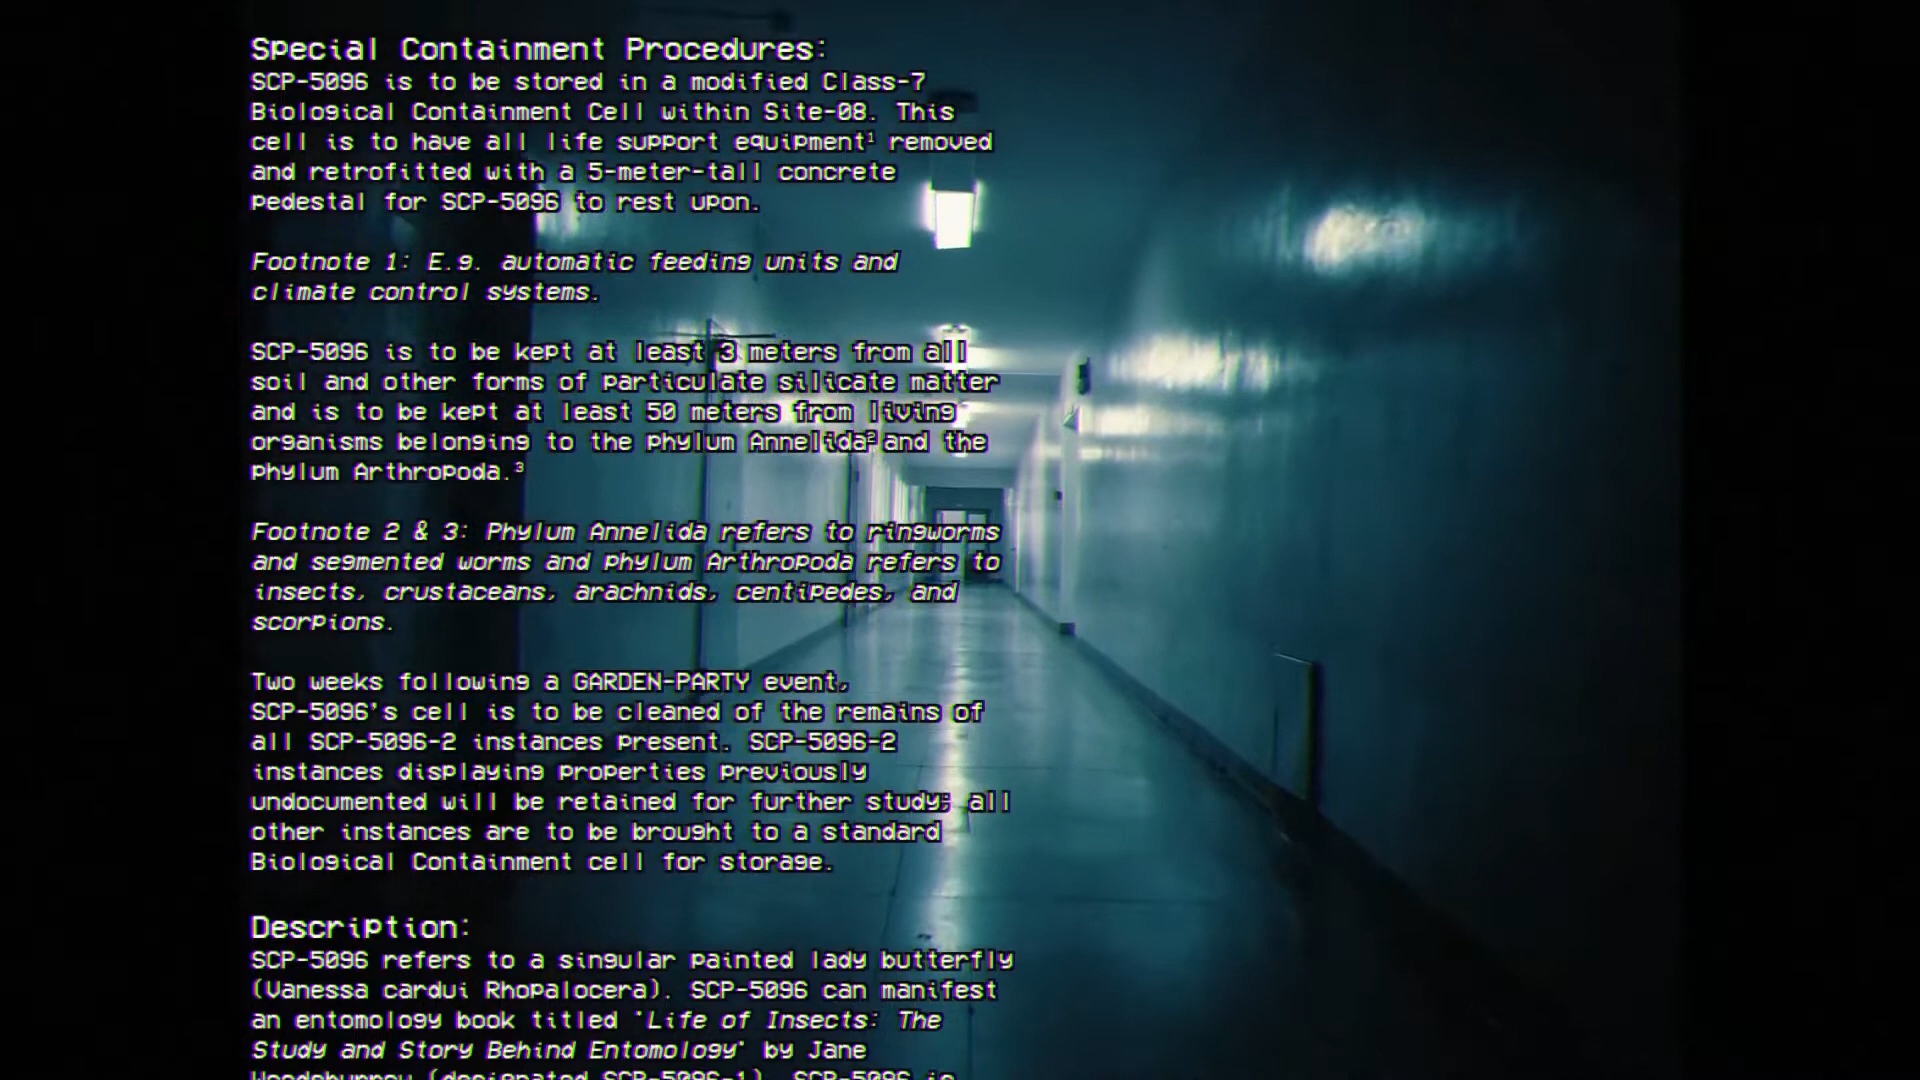 Special Containment Procedures:
SCP-5096 is to be stored in a modified Class-7
Biological Containment Cell within Site-08. This
cell is to have all life support equipment¹ removed
and retrofitted with a 5-meter-tall concrete
pedestal for SCP-5096 to rest upon.
Footnote 1: E.g. automatic feeding units and
climate control systems.
SCP-5096 is to be kept at least 3 meters from all
soil and other forms of particulate silicate matter
and is to be kept at least 50 meters from living
organisms belonging to the phylum Annelida² and the
phylum Arthropoda.³
Footnote 2 & 3: Phylum Annelida refers to ringworms
and segmented worms and phylum Arthropoda refers to
insects, crustaceans, arachnids, centipedes, and
scorpions.
Two weeks following a GARDEN-PARTY event,
SCP-5096's cell is to be cleaned of the remains of
all SCP-5096-2 instances present. SCP-5096-2
instances displaying properties previously
undocumented will be retained for further study; all
other instances are to be brought to a standard
Biological Containment cell for storage.
Description:
SCP-5096 refers to a singular painted lady butterfly
(Vanessa cardui Rhopalocera). SCP-5096 can manifest
an entomology book titled "Life of Insects: The
Study and Story Behind Entomology" by Jane
(designated SCP-5096-1). SCP-5096 is